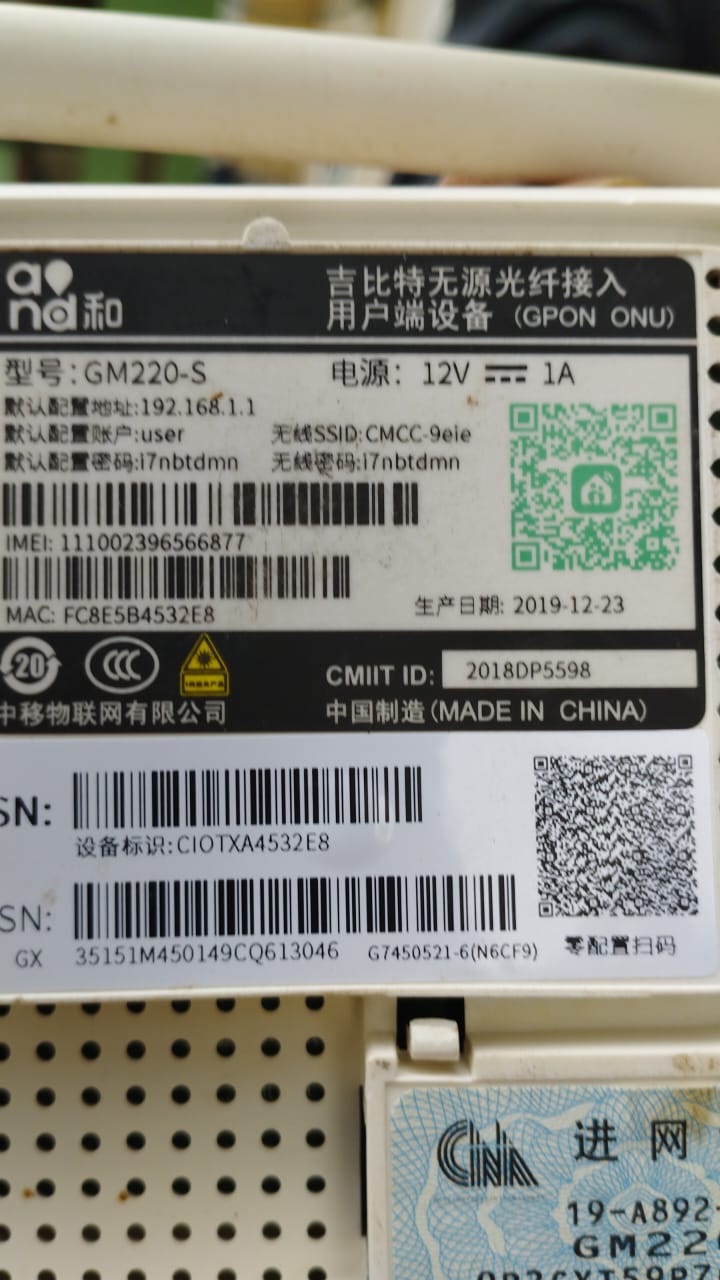 and和
吉比特无源光纤接入
用户端设备 (GPON ONU)
型号:GM220-S 电源: 12V 1A
默认配置地址:192.168.1.1
默认配置账户:user 无线SSID:CMCC-9eie
默认配置密码:i7nbtdmn 无线密码:i7nbtdmn
IMEI: 111002396566877
MAC: FC8E5B4532E8 生产日期: 2019-12-23
20
CMIIT ID: 2018DP5598
中移物联网有限公司 中国制造(MADE IN CHINA)
SN:
设备标识:CIOTXA4532E8
SN:
GX 35151M450149CQ613046 G7450521-6(N6CF9) 零配置扫码
进网
19-A892-
GM22